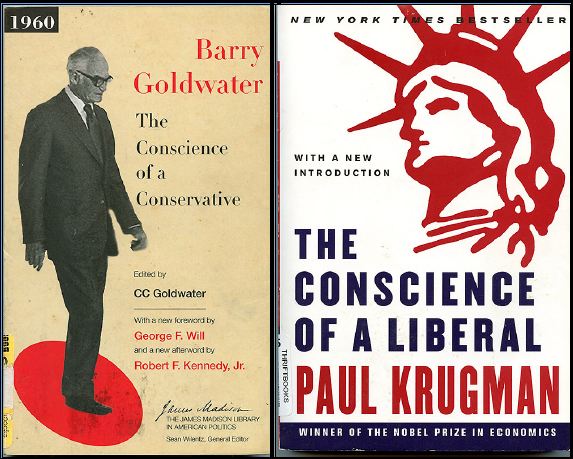 1960
Barry
Goldwater
The
Conscience
of a
Conservative
Edited by
CC Goldwater
With a new foreword by
George F. Will
and a new afterword by
Robert F. Kennedy, Jr.
James Madison
THE JAMES MADISON LIBRARY
IN AMERICAN POLITICS
Sean Wilentz, General Editor
NEW YORK TIMES BESTSELLER
WITH A NEW
INTRODUCTION
THE
CONSCIENCE
OF A LIBERAL
PAUL KRUGMAN
THRIFTBOOKS
WINNER OF THE NOBEL PRIZE IN ECONOMICS